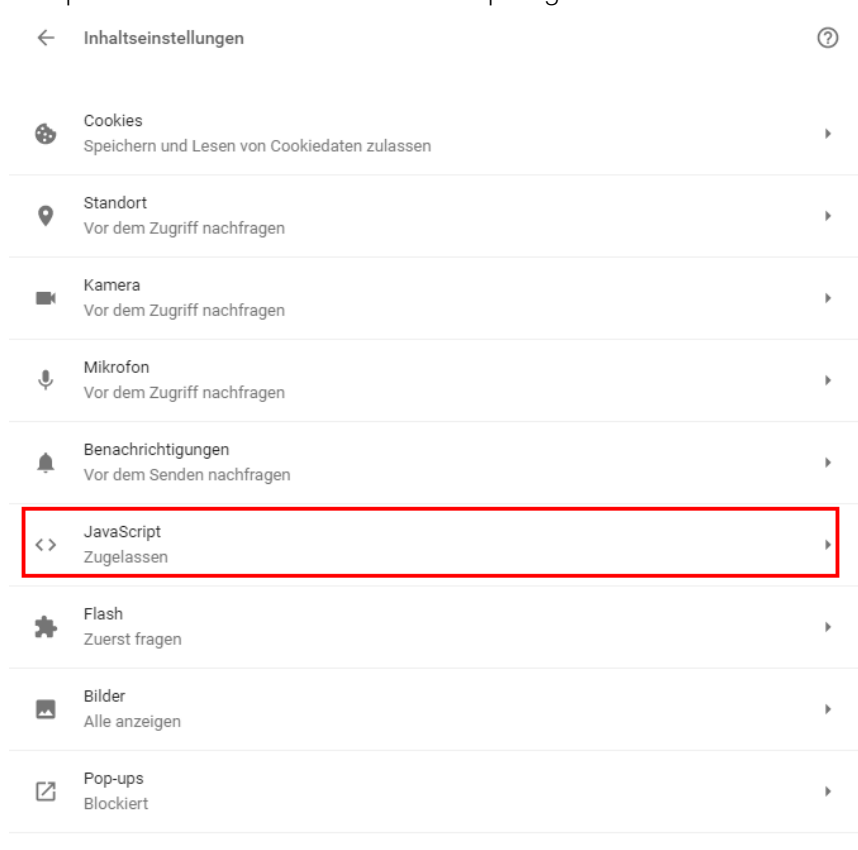 Inhaltseinstellungen
Cookies
Speichern und Lesen von Cookiedaten zulassen
Standort
Vor dem Zugriff nachfragen
Kamera
Vor dem Zugriff nachfragen
Mikrofon
Vor dem Zugriff nachfragen
Benachrichtigungen
Vor dem Senden nachfragen
JavaScript
Zugelassen
Flash
Zuerst fragen
Bilder
Alle anzeigen
Pop-ups
Blockiert